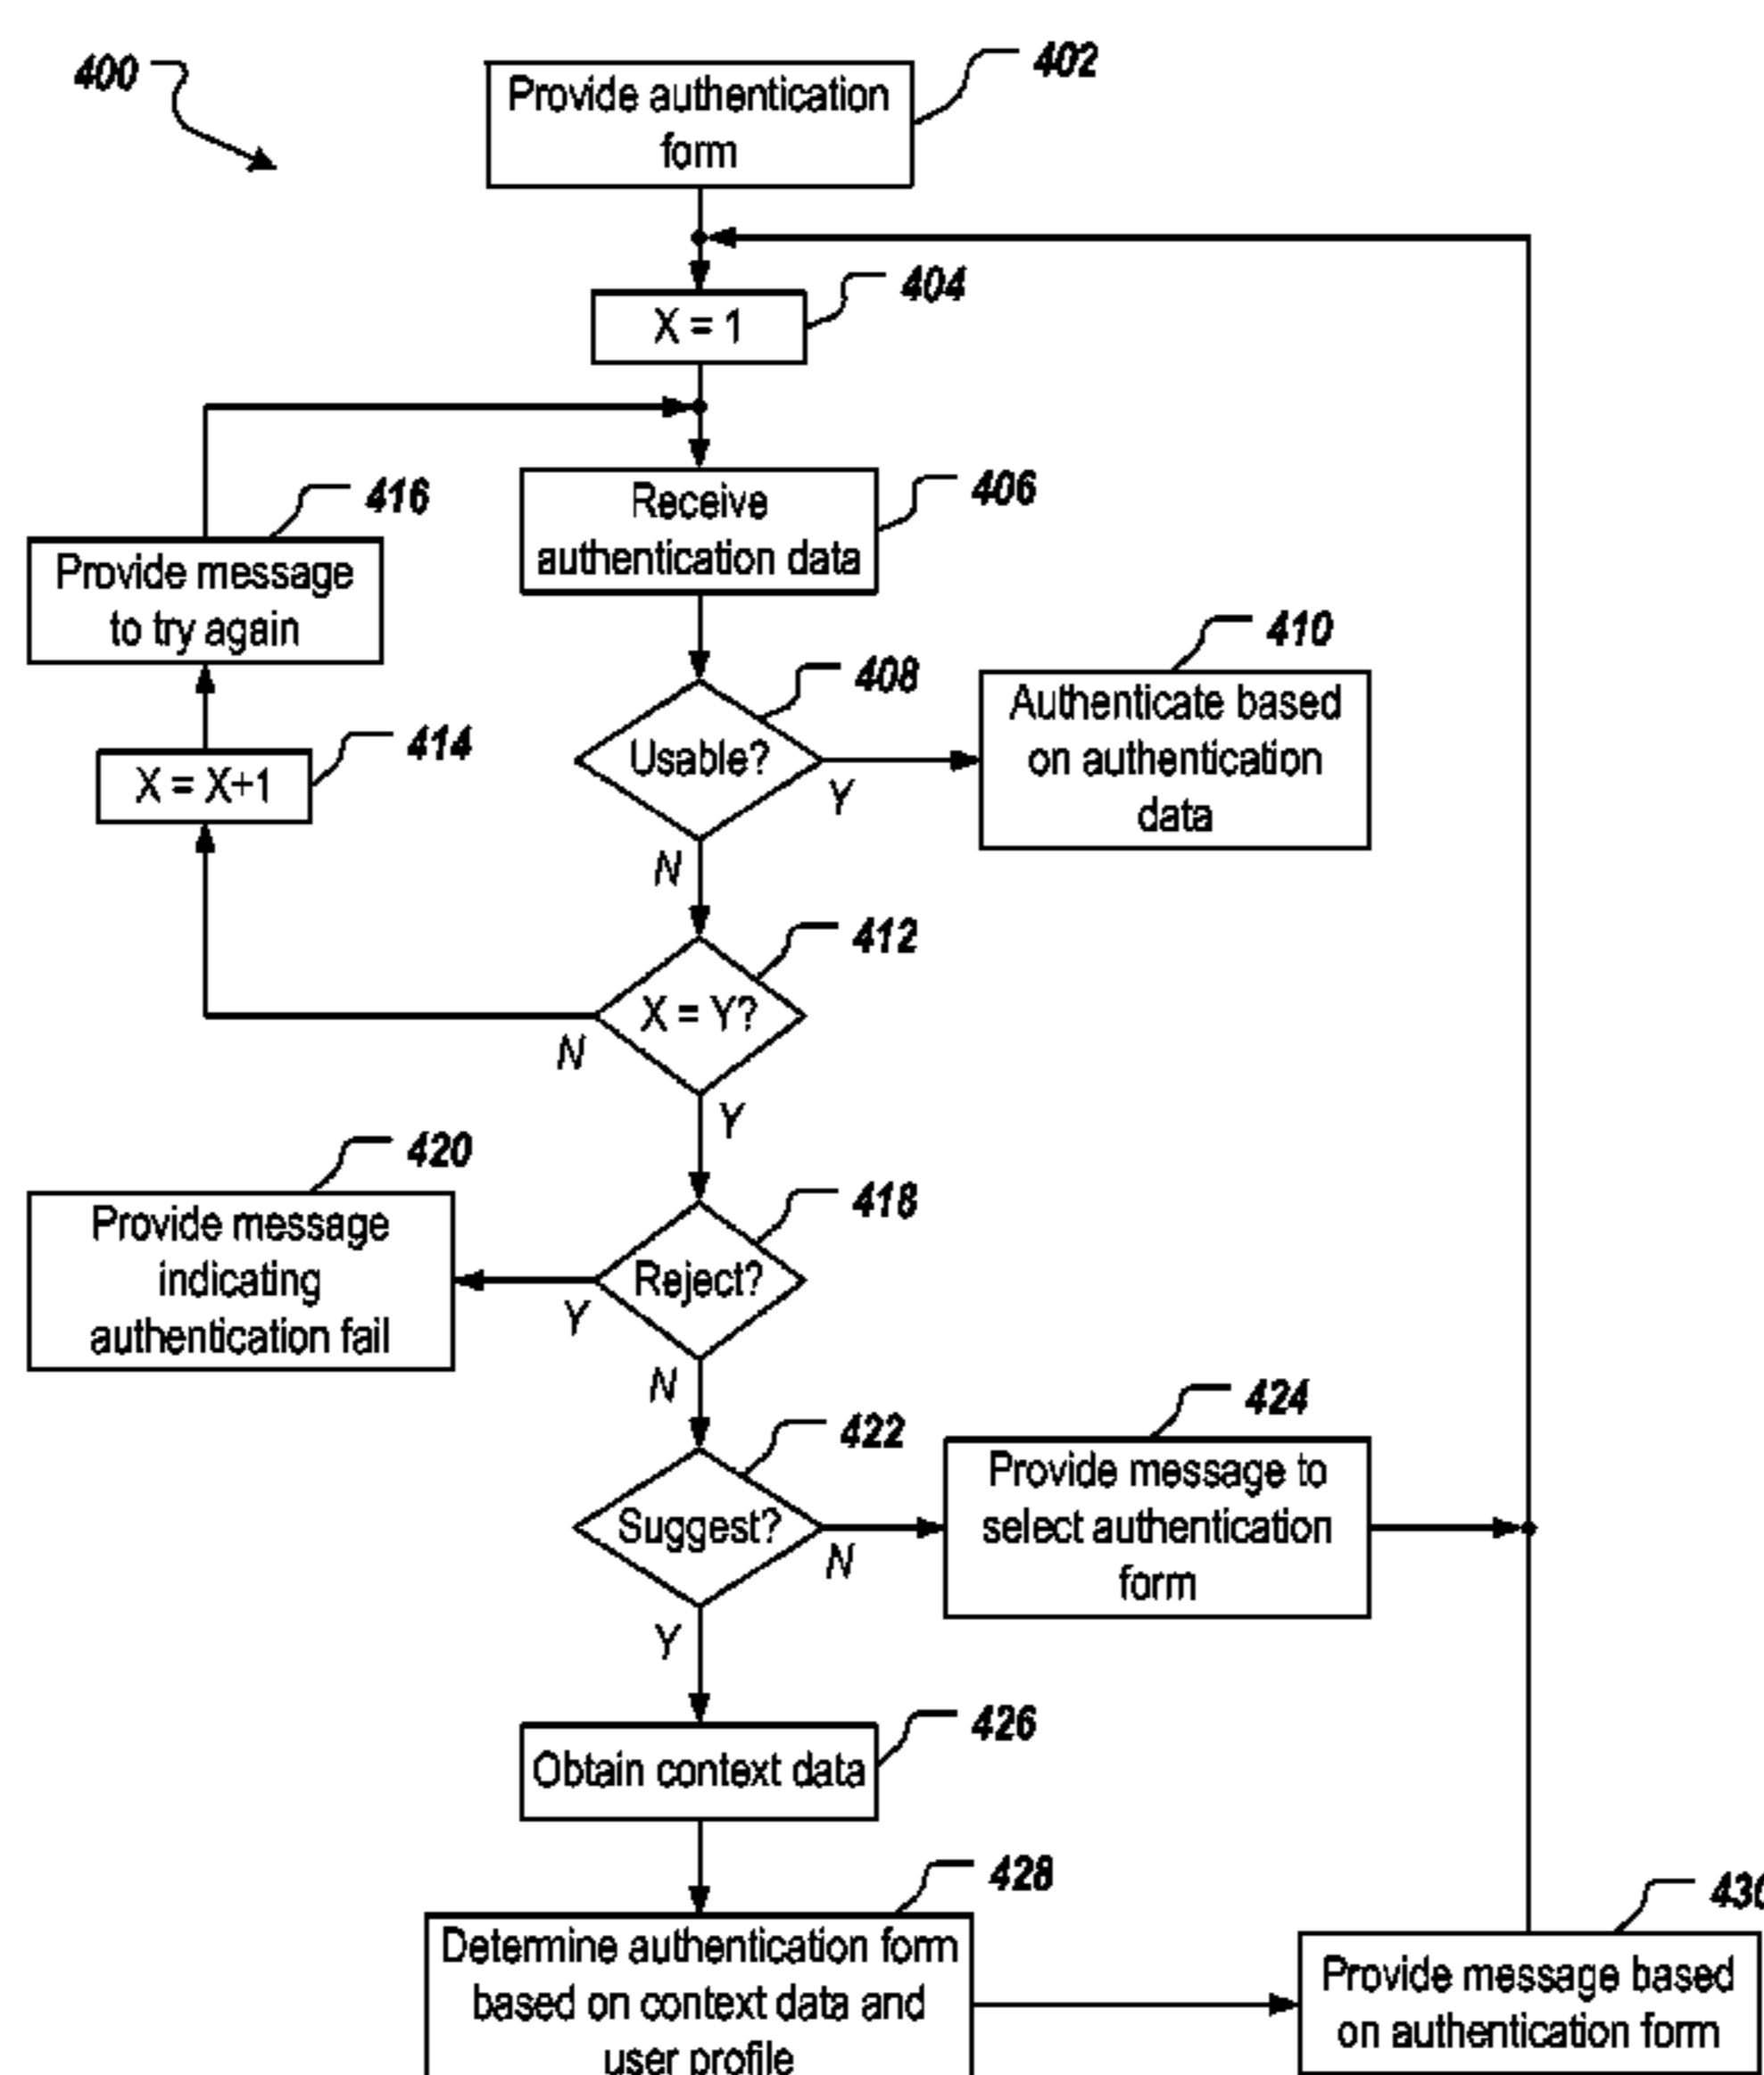 400
402
Provide authentication
form
404
X = 1
406
Receive
authentication data
416
Provide message
to try again
410
Authenticate based
on authentication
data
408
Usable?
Y
N
414
X = X+1
412
X = Y?
N
Y
420
Provide message
indicating
authentication fail
418
Reject?
Y
N
424
Provide message to
select authentication
form
422
Suggest?
N
Y
426
Obtain context data
428
Determine authentication form
based on context data and
user profile
430
Provide message based
on authentication form